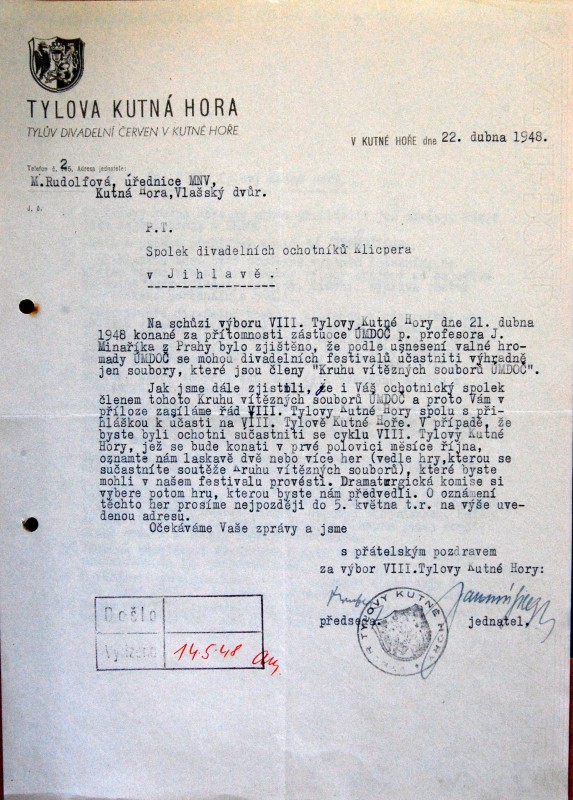 TYLOVA KUTNÁ HORA
TYLŮV DIVADELNÍ ČERVEN V KUTNÉ HOŘE
V KUTNÉ HOŘE dne 22. dubna 1948.
Telefon č. 2 Adresa jednatele:
M.Rudolfová, úřednice MNV,
Kutná Hora,Vlašský dvůr.
J. č.
P.T.
Spolek divadelních ochotníků Klicpera
v Jihlavě.
Na schůzi výboru VIII. Tylovy Kutné Hory dne 21. dubna
1948 konané za přítomnosti zástupce ÚMDOČ p. profesora J.
Minaříka z Prahy bylo zjištěno, že podle usnesení valné hro-
mady ÚMDOČ se mohou divadelních festivalů účastniti výhradně
jen soubory, které jsou členy "Kruhu vítězných souborů ÚMDOČ".
Jak jsme dále zjistili, je i Váš ochotnický spolek
členem tohoto Kruhu vítězných souborů ÚMDOČ a proto Vám v
příloze zasíláme řád VIII. Tylovy Kutné Hory spolu s při-
hláškou k účasti na VIII. Tylově Kutné Hoře. V případě, že
byste byli ochotni súčastniti se cyklu VIII. Tylovy Kutné
Hory, jež se bude konati v prvé polovici měsíce října,
oznamte nám laskavě dvě nebo více her (vedle hry,kterou se
súčastníte soutěže Kruhu vítězných souborů), které byste
mohli v našem festivalu provésti. Dramaturgická komise si
vybere potom hru, kterou byste nám předvedli. O oznámení
těchto her prosíme nejpozději do 5. května t.r. na výše uve-
denou adresu.
Očekáváme Vaše zprávy a jsme
s přátelským pozdravem
za výbor VIII.Tylovy Kutné Hory:
předseda. jednatel.
TYLOVY KUTNÉ HORY
Došlo
Vyřízeno 14.5.48